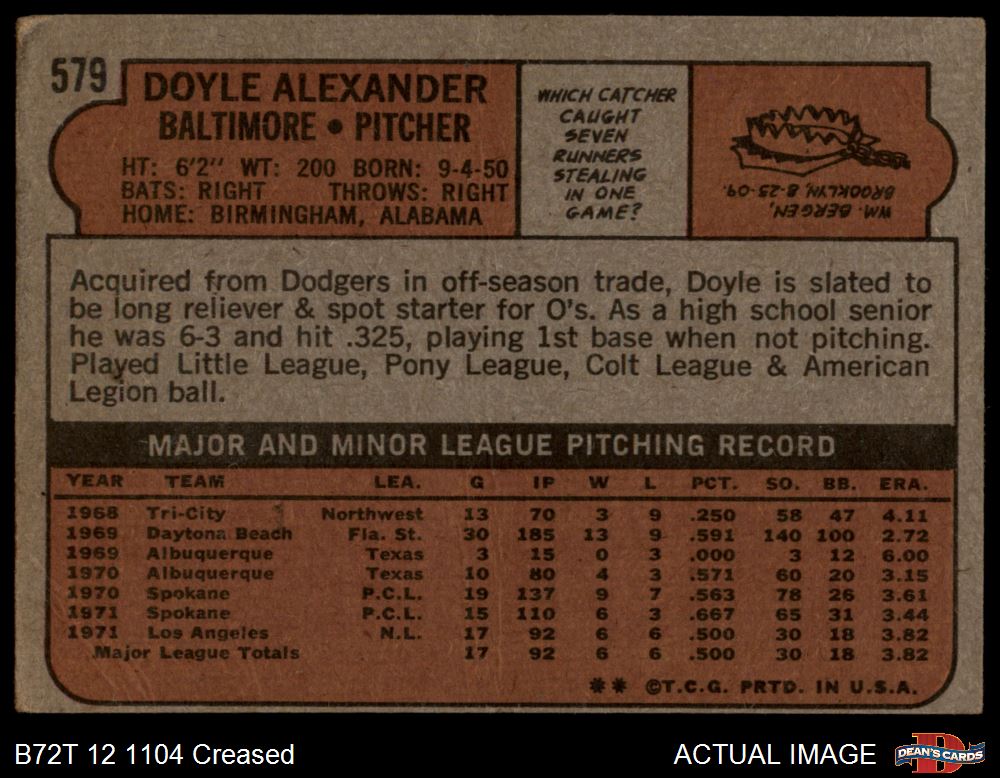 579
DOYLE ALEXANDER
BALTIMORE • PITCHER
HT: 6'2" WT: 200 BORN: 9-4-50
BATS: RIGHT THROWS: RIGHT
HOME: BIRMINGHAM, ALABAMA
WHICH CATCHER
CAUGHT
SEVEN
RUNNERS
STEALING
IN ONE
GAME?
WM. BERGEN,
BROOKLYN, 8-25-09.
Acquired from Dodgers in off-season trade, Doyle is slated to
be long reliever & spot starter for O's. As a high school senior
he was 6-3 and hit .325, playing 1st base when not pitching.
Played Little League, Pony League, Colt League & American
Legion ball.
MAJOR AND MINOR LEAGUE PITCHING RECORD
YEAR TEAM LEA. G IP W L PCT. SO. BB. ERA.
1968 Tri-City Northwest 13 70 3 9 .250 58 47 4.11
1969 Daytona Beach Fla. St. 30 185 13 9 .591 140 100 2.72
1969 Albuquerque Texas 3 15 0 3 .000 3 12 6.00
1970 Albuquerque Texas 10 80 4 3 .571 60 20 3.15
1970 Spokane P.C.L. 19 137 9 7 .563 78 26 3.61
1971 Spokane P.C.L. 15 110 6 3 .667 65 31 3.44
1971 Los Angeles N.L. 17 92 6 6 .500 30 18 3.82
Major League Totals 17 92 6 6 .500 30 18 3.82
** ©T.C.G. PRTD. IN U.S.A.
B72T 12 1104 Creased
ACTUAL IMAGE
DEAN'S CARDS